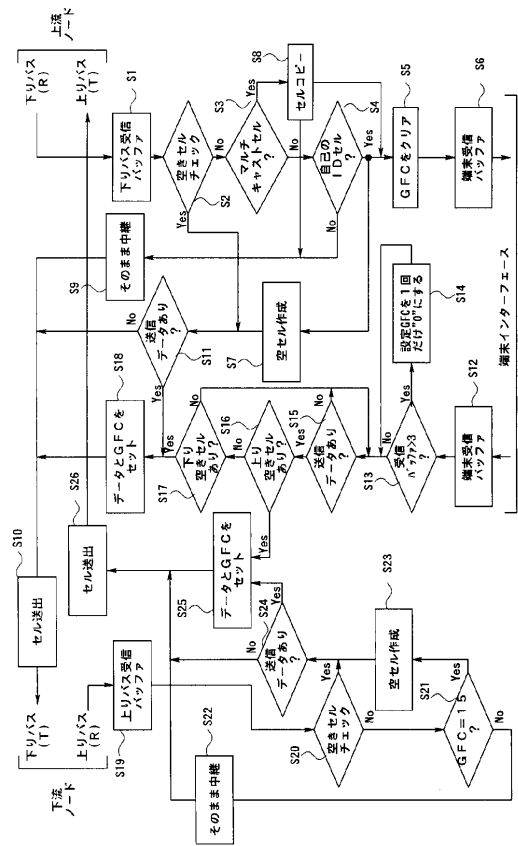 上流ノード
下りバス
(R)
上りバス
(T)
S1
下りバス受信
バッファ
S2
空きセル
チェック
Yes
No
S3
マルチ
キャストセル
?
Yes
No
S8
セルコピー
S4
自己の
IDセル
?
Yes
No
S5
GFCをクリア
S6
端末受信
バッファ
端末インターフェース
S9
そのまま中継
S7
空セル作成
S11
送信
データあり
?
No
Yes
S18
データとGFCを
セット
S17
下り
空きセル
あり?
Yes
No
S16
上り
空きセル
あり?
No
Yes
S15
送信
データあり
?
Yes
No
S13
受信
バッファ>3
?
No
Yes
S14
設定GFCを1回
だけ"0"にする
S12
端末受信
バッファ
S10
セル送出
S26
セル送出
S25
データとGFCを
セット
S24
送信
データあり
?
No
Yes
S23
空セル作成
下流ノード
下りバス
(T)
上りバス
(R)
S19
上りバス受信
バッファ
S20
空きセル
チェック
Yes
No
S21
GFC=15
?
Yes
No
S22
そのまま中継